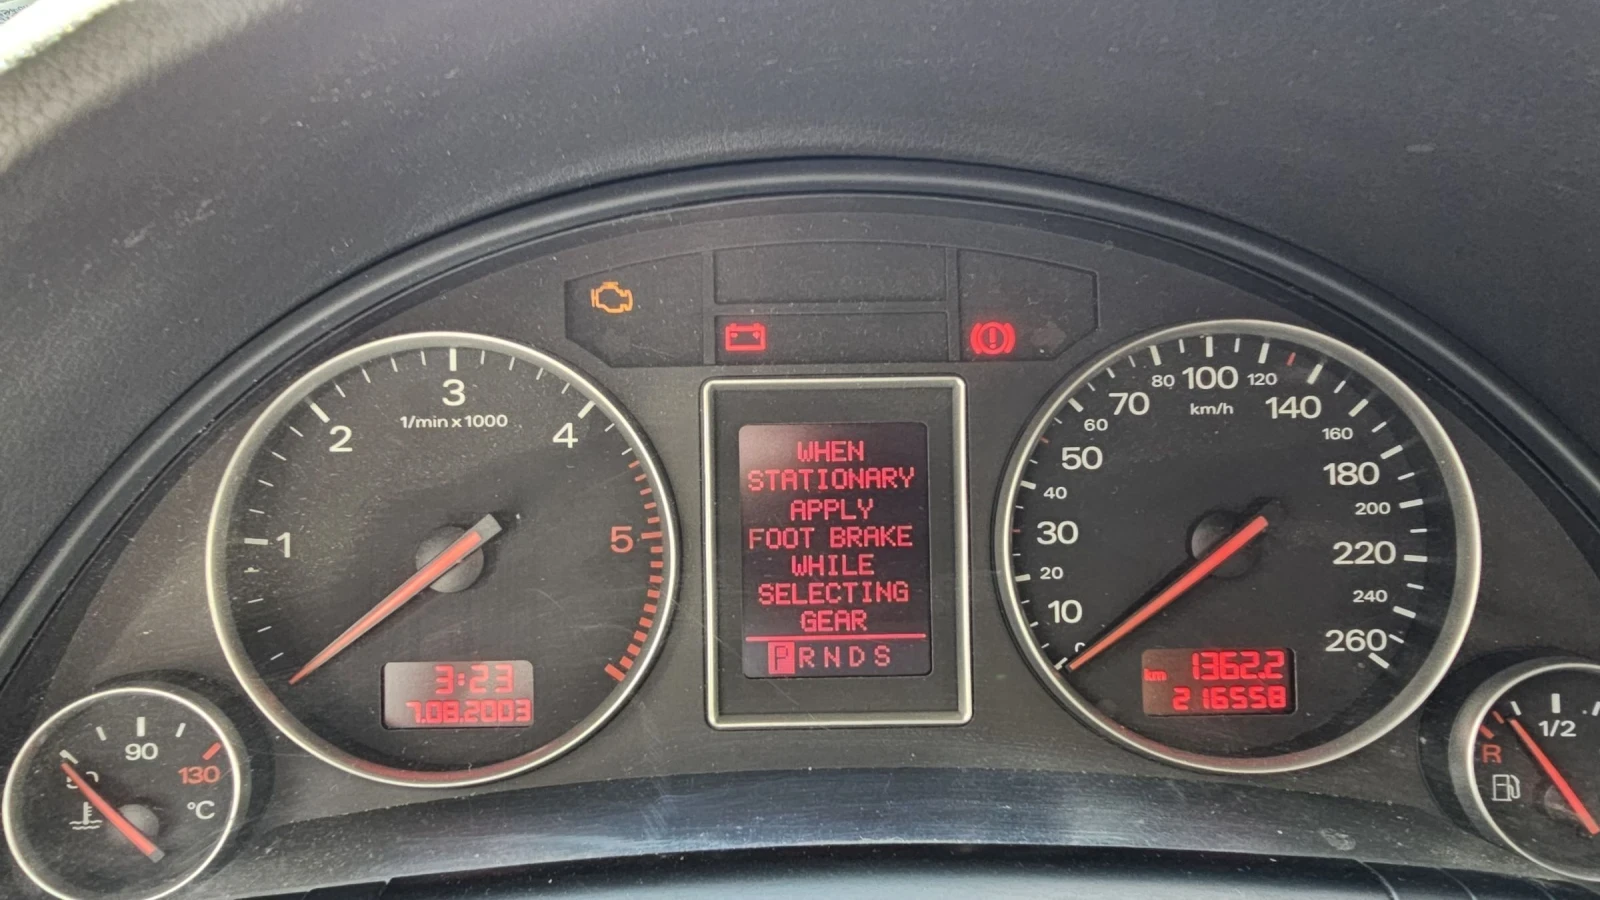 1
2
3
4
5
1/min x 1000
3:23
7.08.2003
WHEN
STATIONARY
APPLY
FOOT BRAKE
WHILE
SELECTING
GEAR
PRNDS
0
10
20
30
40
50
60
70
80
100
120
140
160
180
200
220
240
260
km/h
km 1362.2
216558
90
130
°C
1/2
R